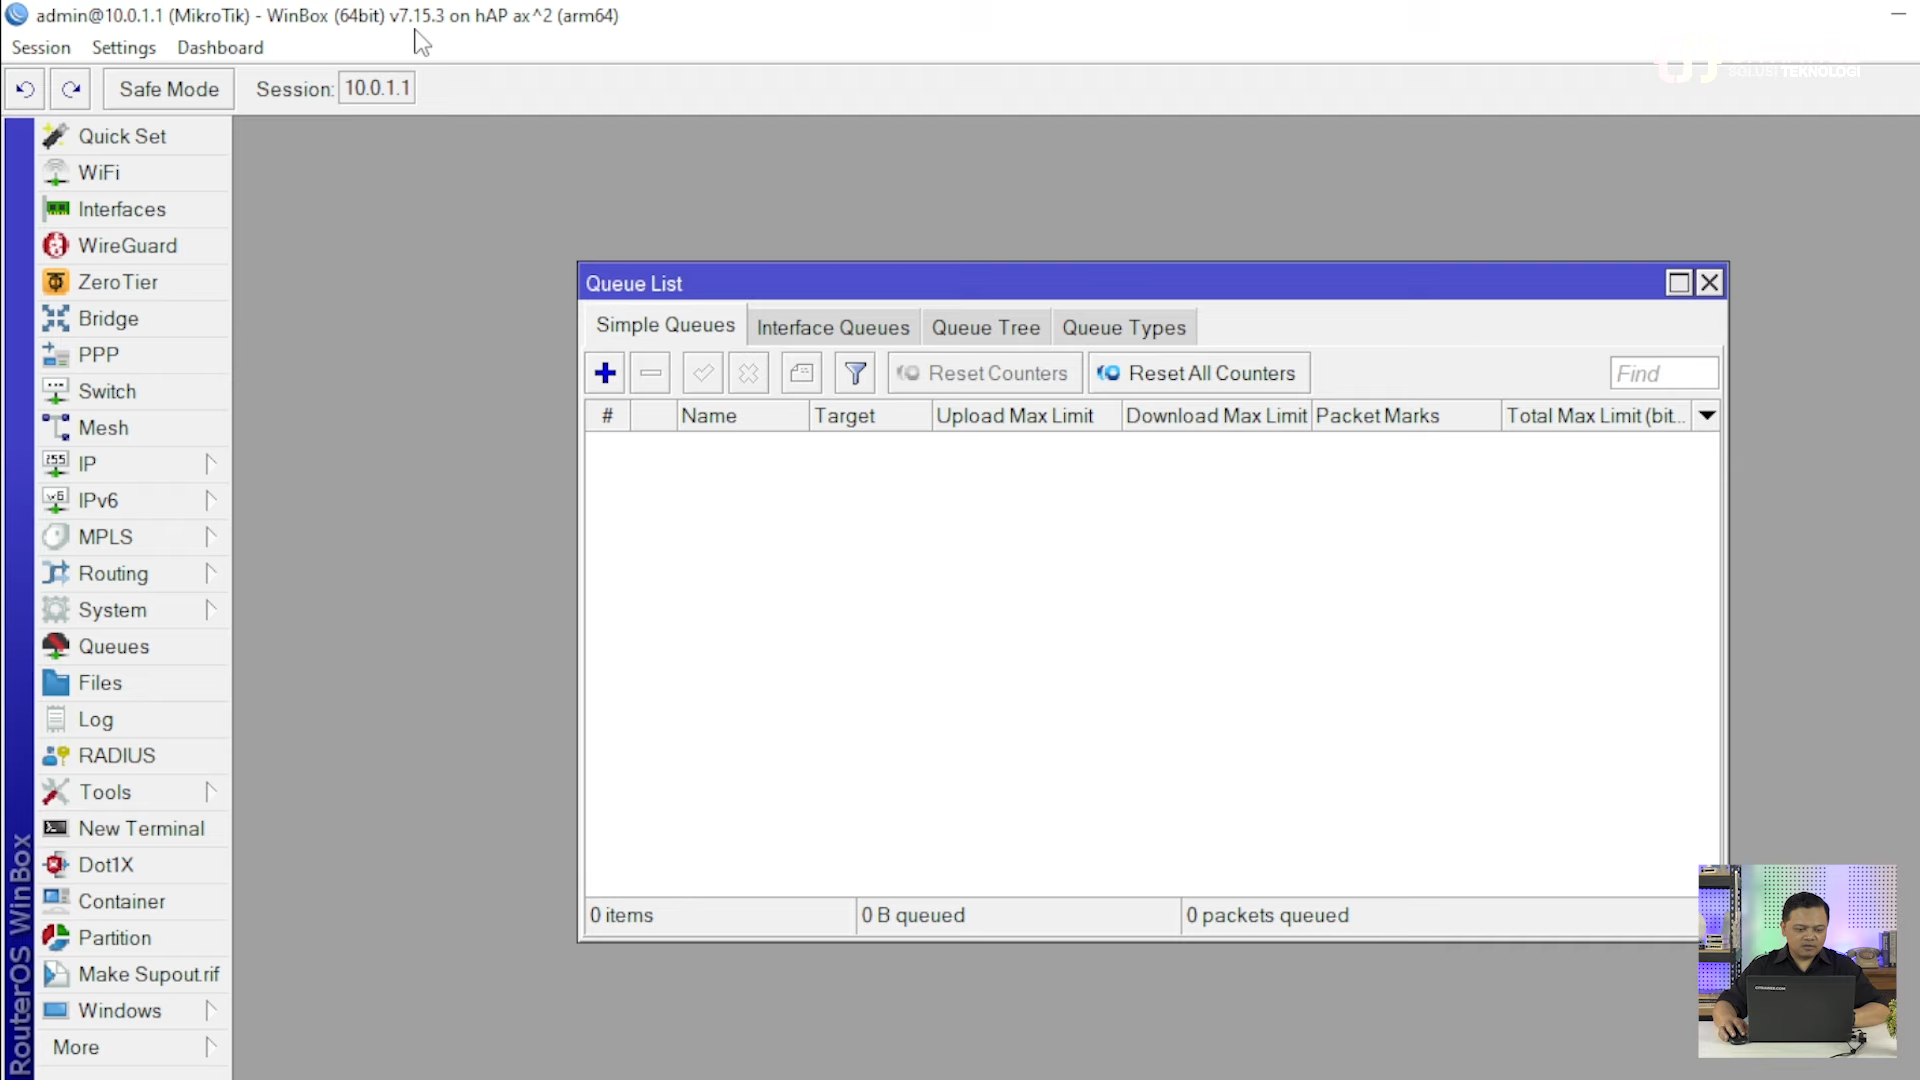 admin@10.0.1.1 (MikroTik) - WinBox (64bit) v7.15.3 on hAP ax^2 (arm64)
Session Settings Dashboard
SOLUSI TEKNOLOGI
Safe Mode Session: 10.0.1.1
Quick Set
WiFi
Interfaces
WireGuard
ZeroTier
Bridge
PPP
Switch
Mesh
IP
IPv6
MPLS
Routing
System
Queues
Files
Log
RADIUS
Tools
New Terminal
Dot1X
Container
Partition
Make Supout.rif
Windows
More
RouterOS WinBox
Queue List
Simple Queues Interface Queues Queue Tree Queue Types
Reset Counters Reset All Counters Find
# Name Target Upload Max Limit Download Max Limit Packet Marks Total Max Limit (bit...
0 items 0 B queued 0 packets queued